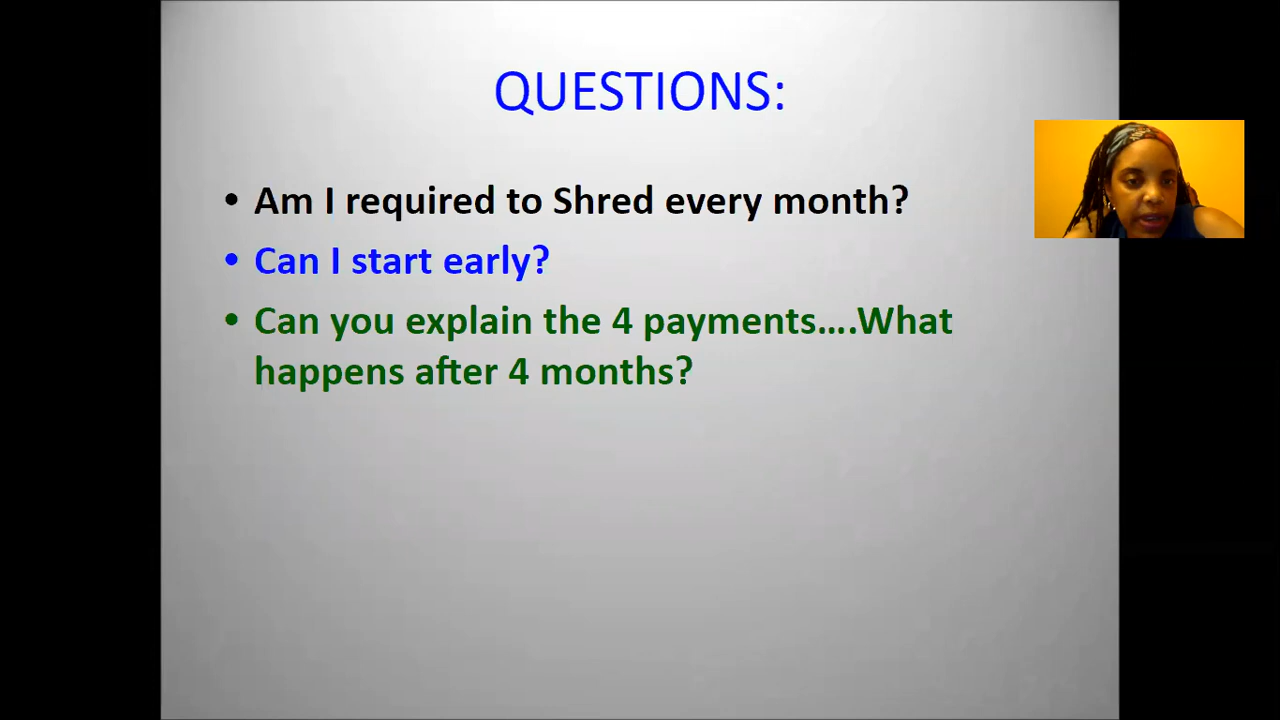 QUESTIONS:
• Am I required to Shred every month?
• Can I start early?
• Can you explain the 4 payments….What
happens after 4 months?